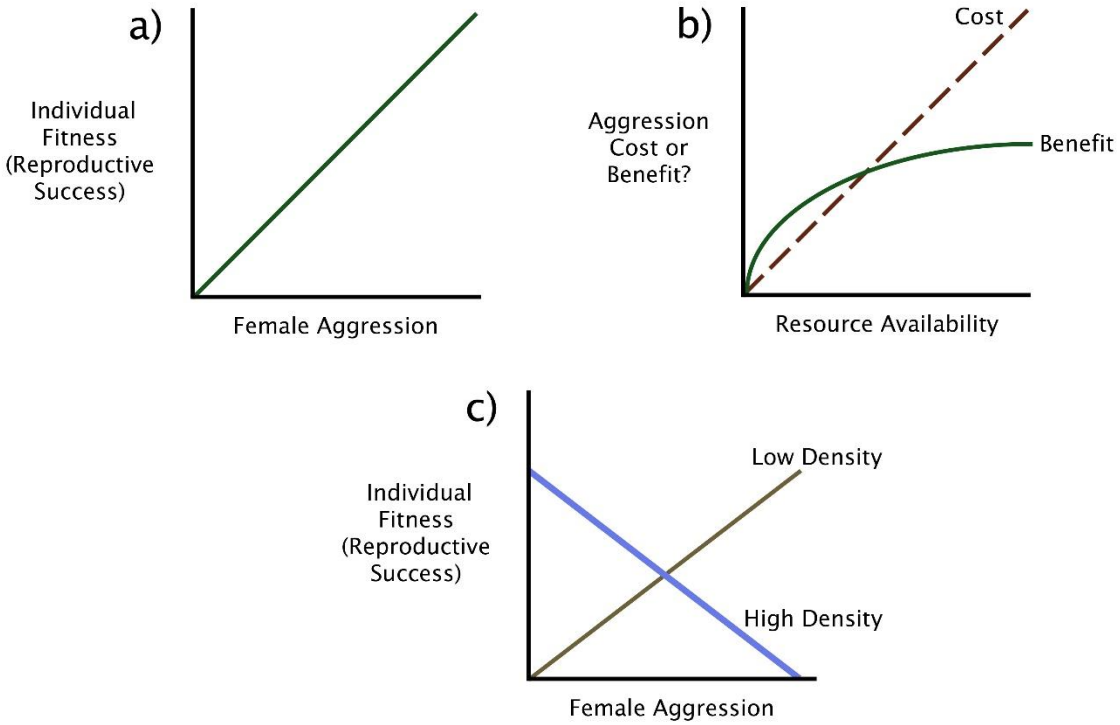 a)
Individual
Fitness
(Reproductive
Success)
Female Aggression
b)
Cost
Aggression
Cost or
Benefit?
Benefit
Resource Availability
c)
Low Density
Individual
Fitness
(Reproductive
Success)
High Density
Female Aggression